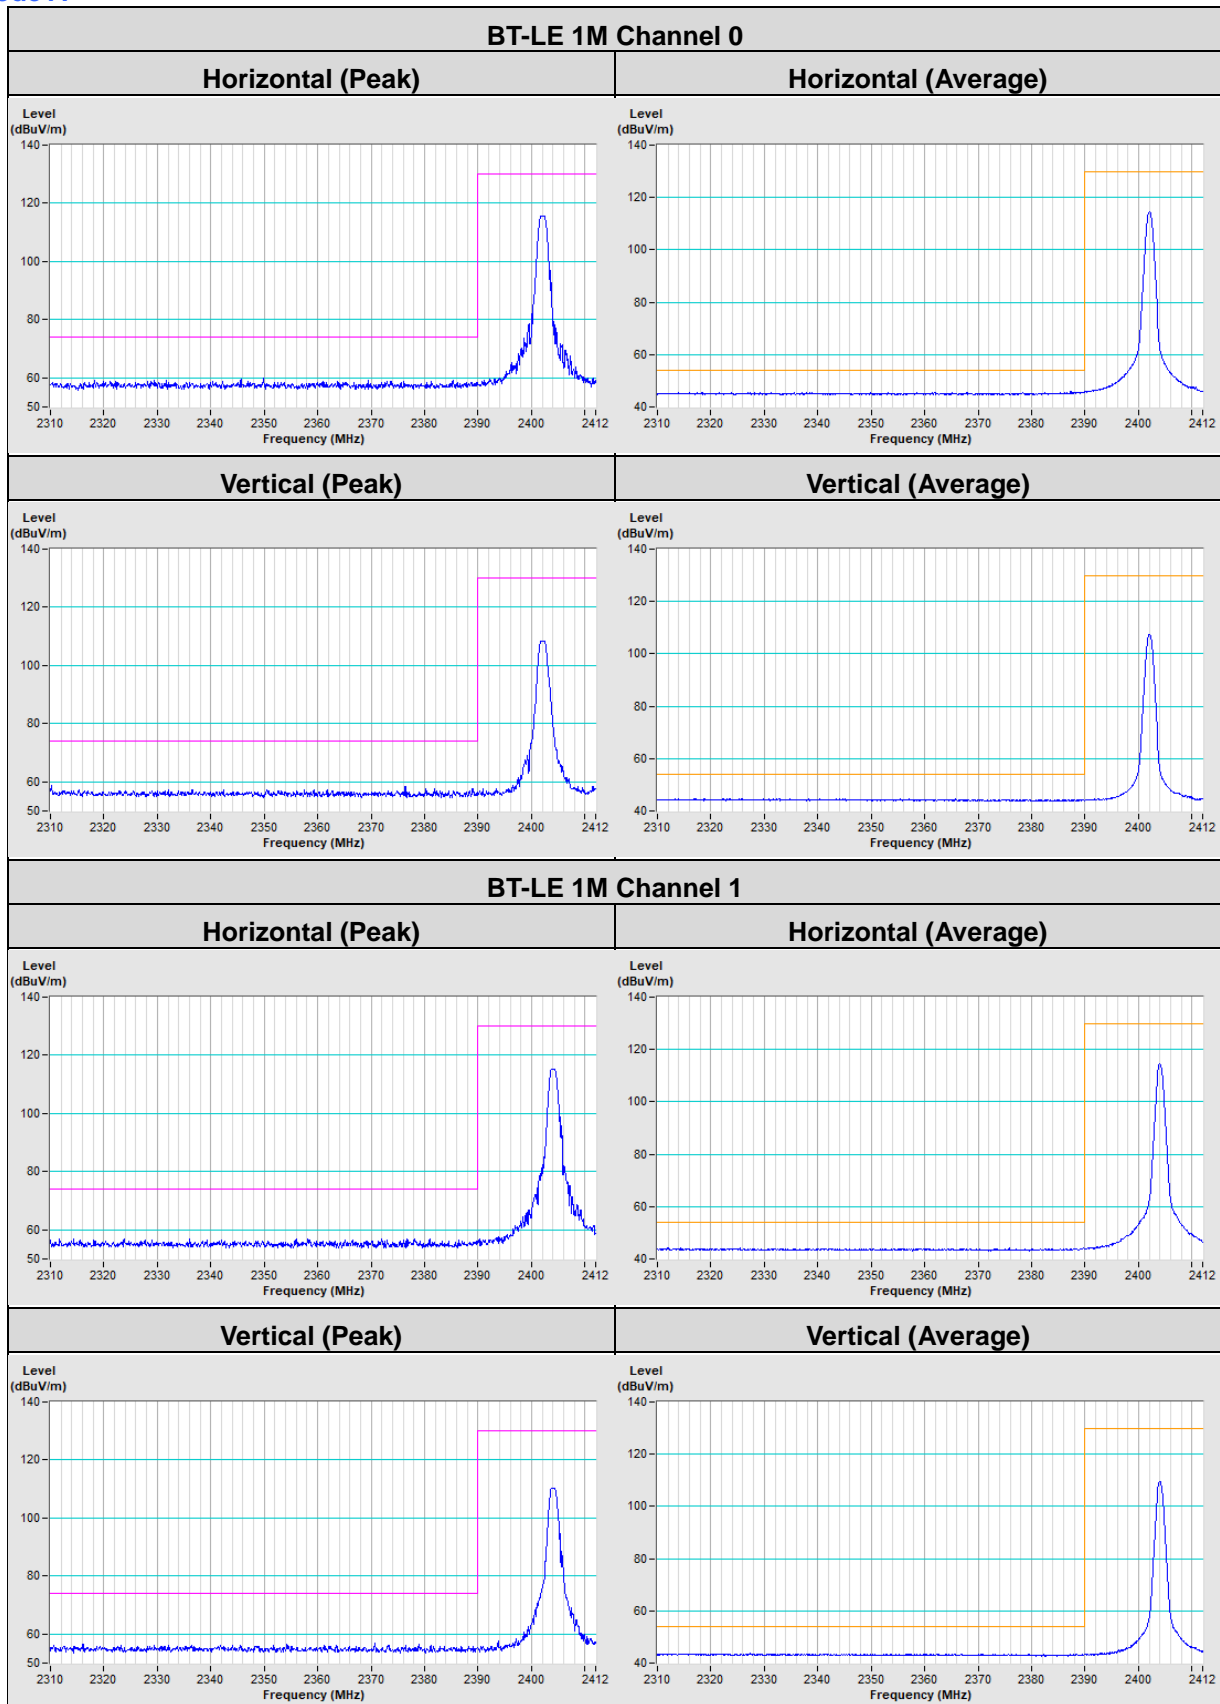 BT-LE 1M Channel 0
Horizontal (Peak) Horizontal (Average)
Level
(dBuV/m)
140
120
100
80
60
50
2310 2320 2330 2340 2350 2360 2370 2380 2390 2400 2412
Frequency (MHz)
Level
(dBuV/m)
140
120
100
80
60
40
2310 2320 2330 2340 2350 2360 2370 2380 2390 2400 2412
Frequency (MHz)
Vertical (Peak) Vertical (Average)
Level
(dBuV/m)
140
120
100
80
60
50
2310 2320 2330 2340 2350 2360 2370 2380 2390 2400 2412
Frequency (MHz)
Level
(dBuV/m)
140
120
100
80
60
40
2310 2320 2330 2340 2350 2360 2370 2380 2390 2400 2412
Frequency (MHz)
BT-LE 1M Channel 1
Horizontal (Peak) Horizontal (Average)
Level
(dBuV/m)
140
120
100
80
60
50
2310 2320 2330 2340 2350 2360 2370 2380 2390 2400 2412
Frequency (MHz)
Level
(dBuV/m)
140
120
100
80
60
40
2310 2320 2330 2340 2350 2360 2370 2380 2390 2400 2412
Frequency (MHz)
Vertical (Peak) Vertical (Average)
Level
(dBuV/m)
140
120
100
80
60
50
2310 2320 2330 2340 2350 2360 2370 2380 2390 2400 2412
Frequency (MHz)
Level
(dBuV/m)
140
120
100
80
60
40
2310 2320 2330 2340 2350 2360 2370 2380 2390 2400 2412
Frequency (MHz)